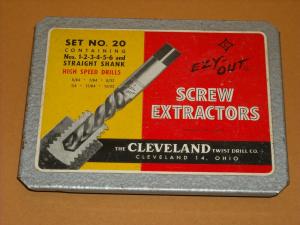 SET NO. 20
CONTAINING
Nos. 1-2-3-4-5-6 and
STRAIGHT SHANK
HIGH SPEED DRILLS
EZY-OUT
SCREW
EXTRACTORS
THE CLEVELAND TWIST DRILL CO.
CLEVELAND 14, OHIO